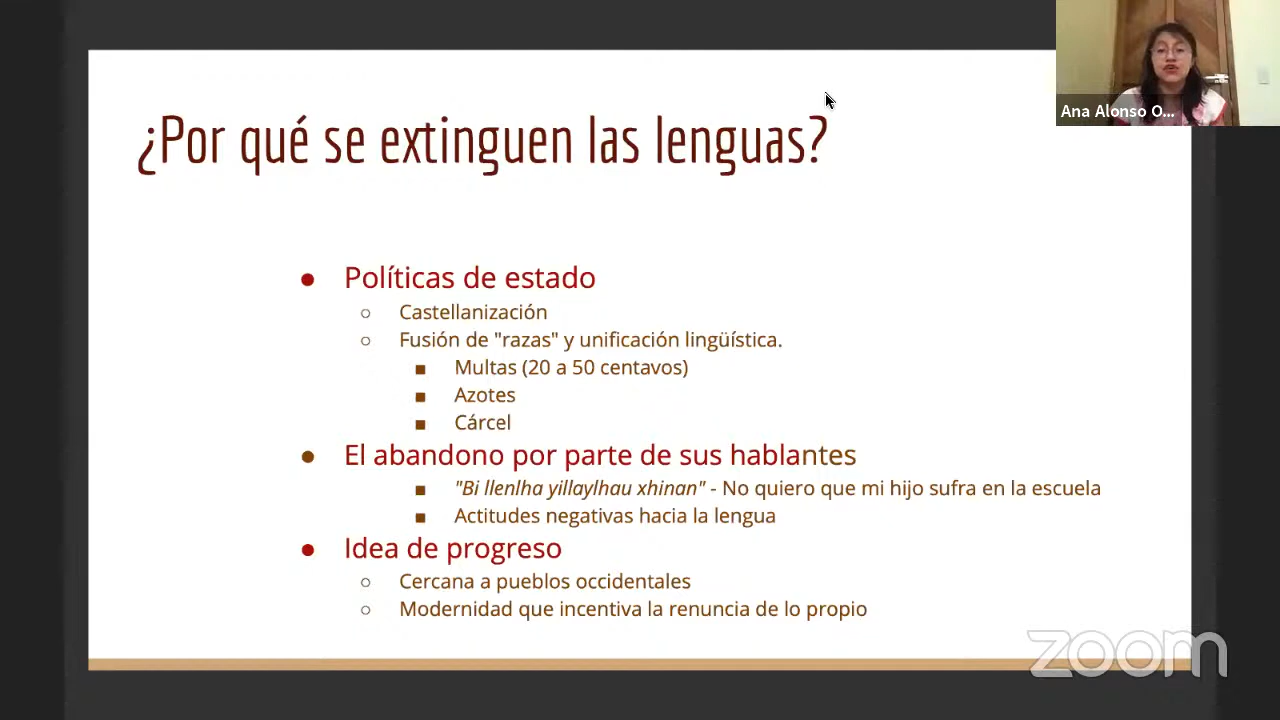 ¿Por qué se extinguen las lenguas?
Ana Alonso O...
● Políticas de estado
○ Castellanización
○ Fusión de "razas" y unificación lingüística.
■ Multas (20 a 50 centavos)
■ Azotes
■ Cárcel
● El abandono por parte de sus hablantes
■ "Bi llenlha yillaylhau xhinan" - No quiero que mi hijo sufra en la escuela
■ Actitudes negativas hacia la lengua
● Idea de progreso
○ Cercana a pueblos occidentales
○ Modernidad que incentiva la renuncia de lo propio
zoom